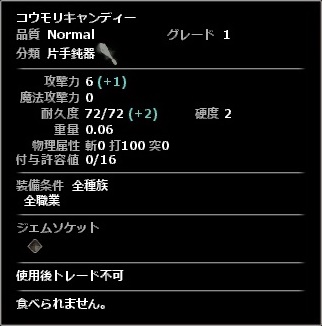 コウモリキャンディー
品質 Normal グレード 1
分類 片手鈍器
攻撃力 6 (+1)
魔法攻撃力 0
耐久度 72/72 (+2) 硬度 2
重量 0.06
物理属性 斬0 打100 突0
付与許容値 0/16
装備条件 全種族
全職業
ジェムソケット
使用後トレード不可
食べられません。